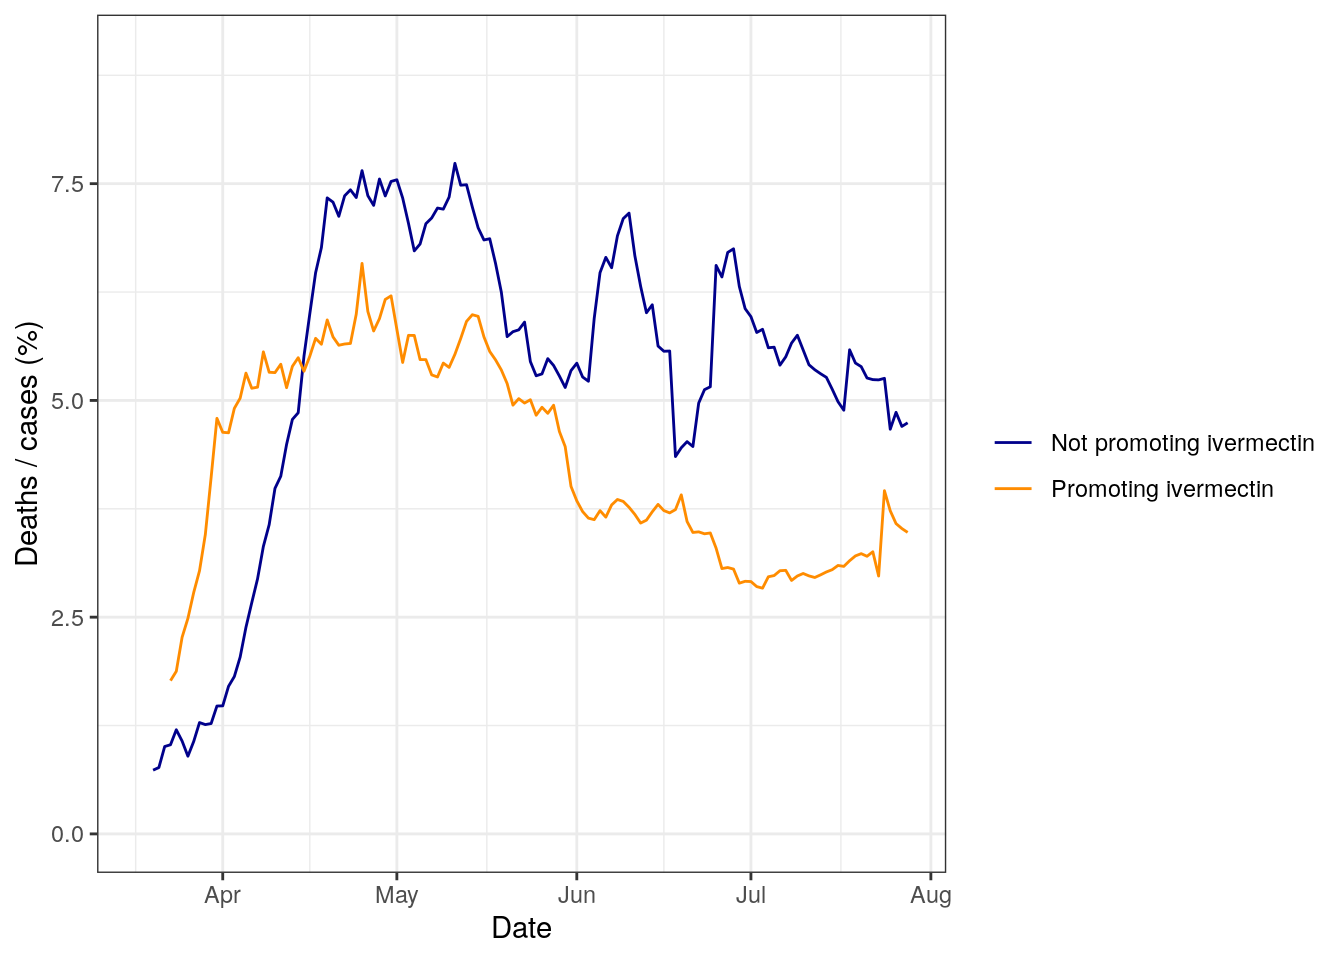 Deaths / cases (%)
7.5
5.0
2.5
0.0
Apr May Jun Jul Aug
Date
Not promoting ivermectin
Promoting ivermectin